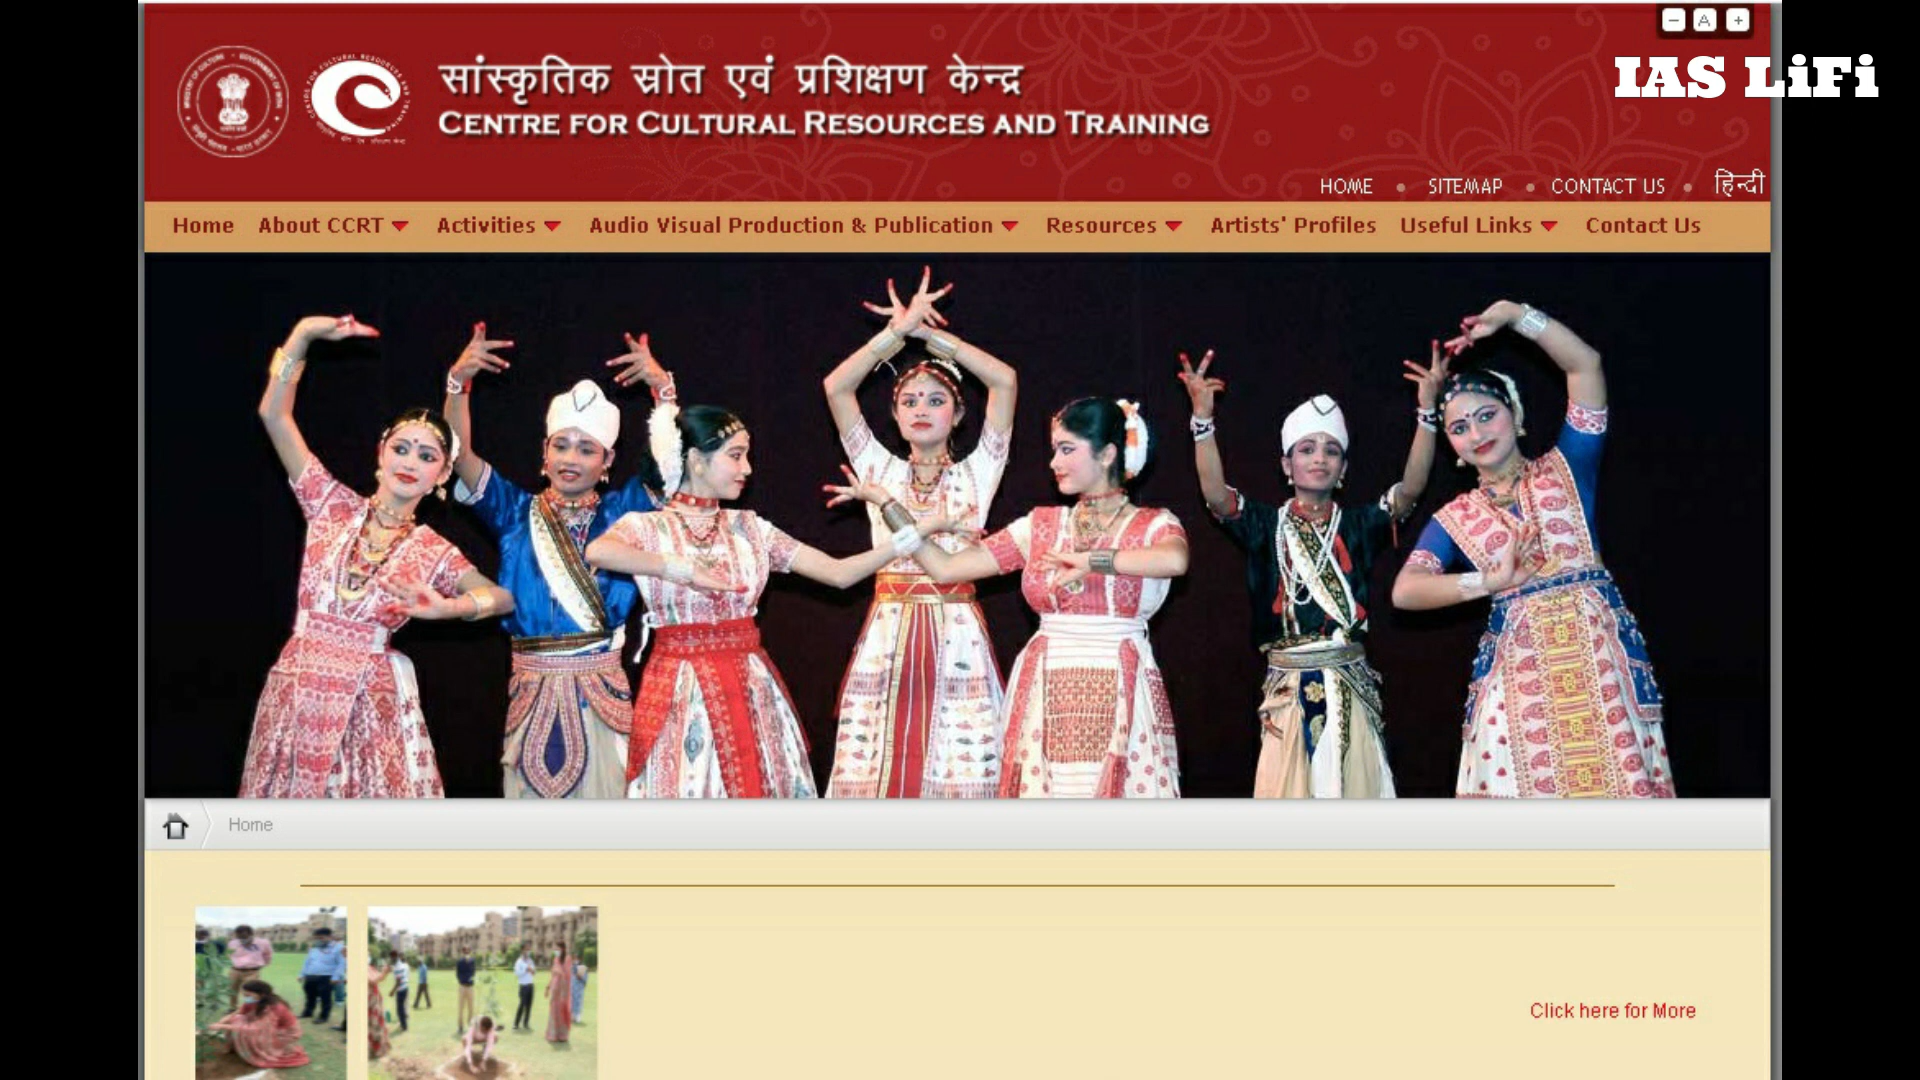 − A +
IAS LiFi
सांस्कृतिक स्रोत एवं प्रशिक्षण केन्द्र
CENTRE FOR CULTURAL RESOURCES AND TRAINING
HOME • SITEMAP • CONTACT US • हिन्दी
Home About CCRT Activities Audio Visual Production & Publication Resources Artists' Profiles Useful Links Contact Us
Home
Click here for More